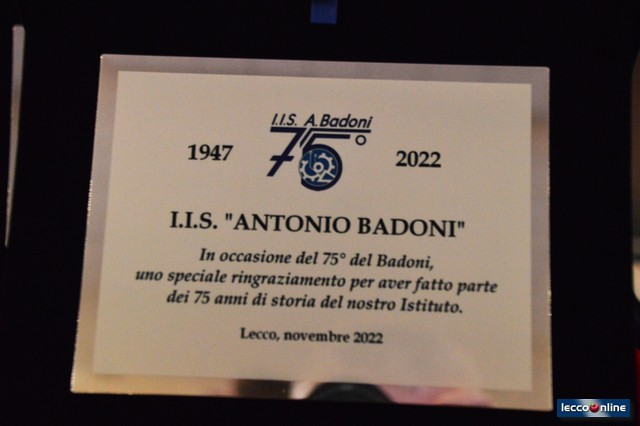 I.I.S. A.Badoni
1947 75° 2022
I.I.S. "ANTONIO BADONI"
In occasione del 75° del Badoni,
uno speciale ringraziamento per aver fatto parte
dei 75 anni di storia del nostro Istituto.
Lecco, novembre 2022
leccoonline